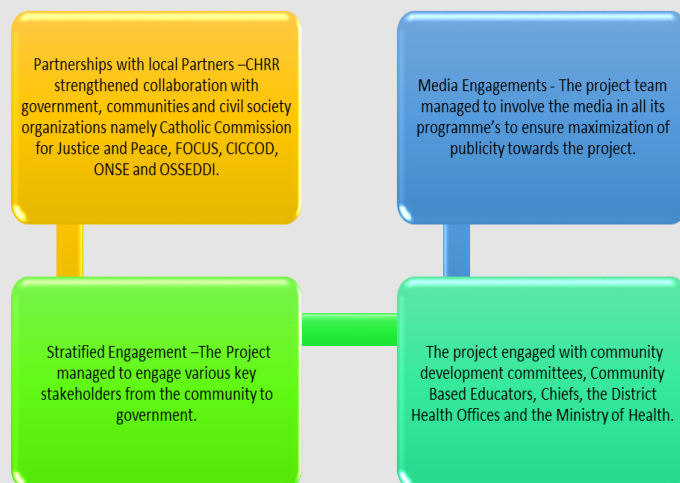 Partnerships with local Partners –CHRR
strengthened collaboration with
government, communities and civil society
organizations namely Catholic Commission
for Justice and Peace, FOCUS, CICCOD,
ONSE and OSSEDDI.
Stratified Engagement –The Project
managed to engage various key
stakeholders from the community to
government.
The project engaged with community
development committees, Community
Based Educators, Chiefs, the District
Health Offices and the Ministry of Health.
Media Engagements - The project team
managed to involve the media in all its
programme's to ensure maximization of
publicity towards the project.